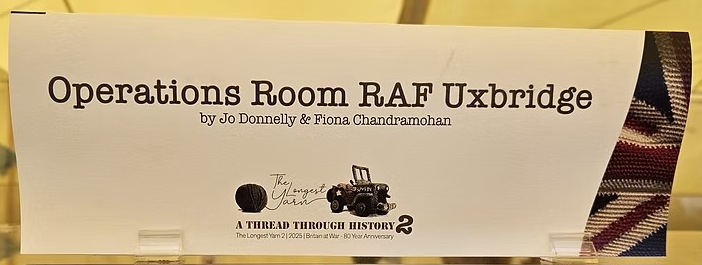 Operations Room RAF Uxbridge
by Jo Donnelly & Fiona Chandramohan
The Longest
Yarn
A THREAD THROUGH HISTORY 2
The Longest Yarn 2 | 2025 | Britain at War - 80 Year Anniversary